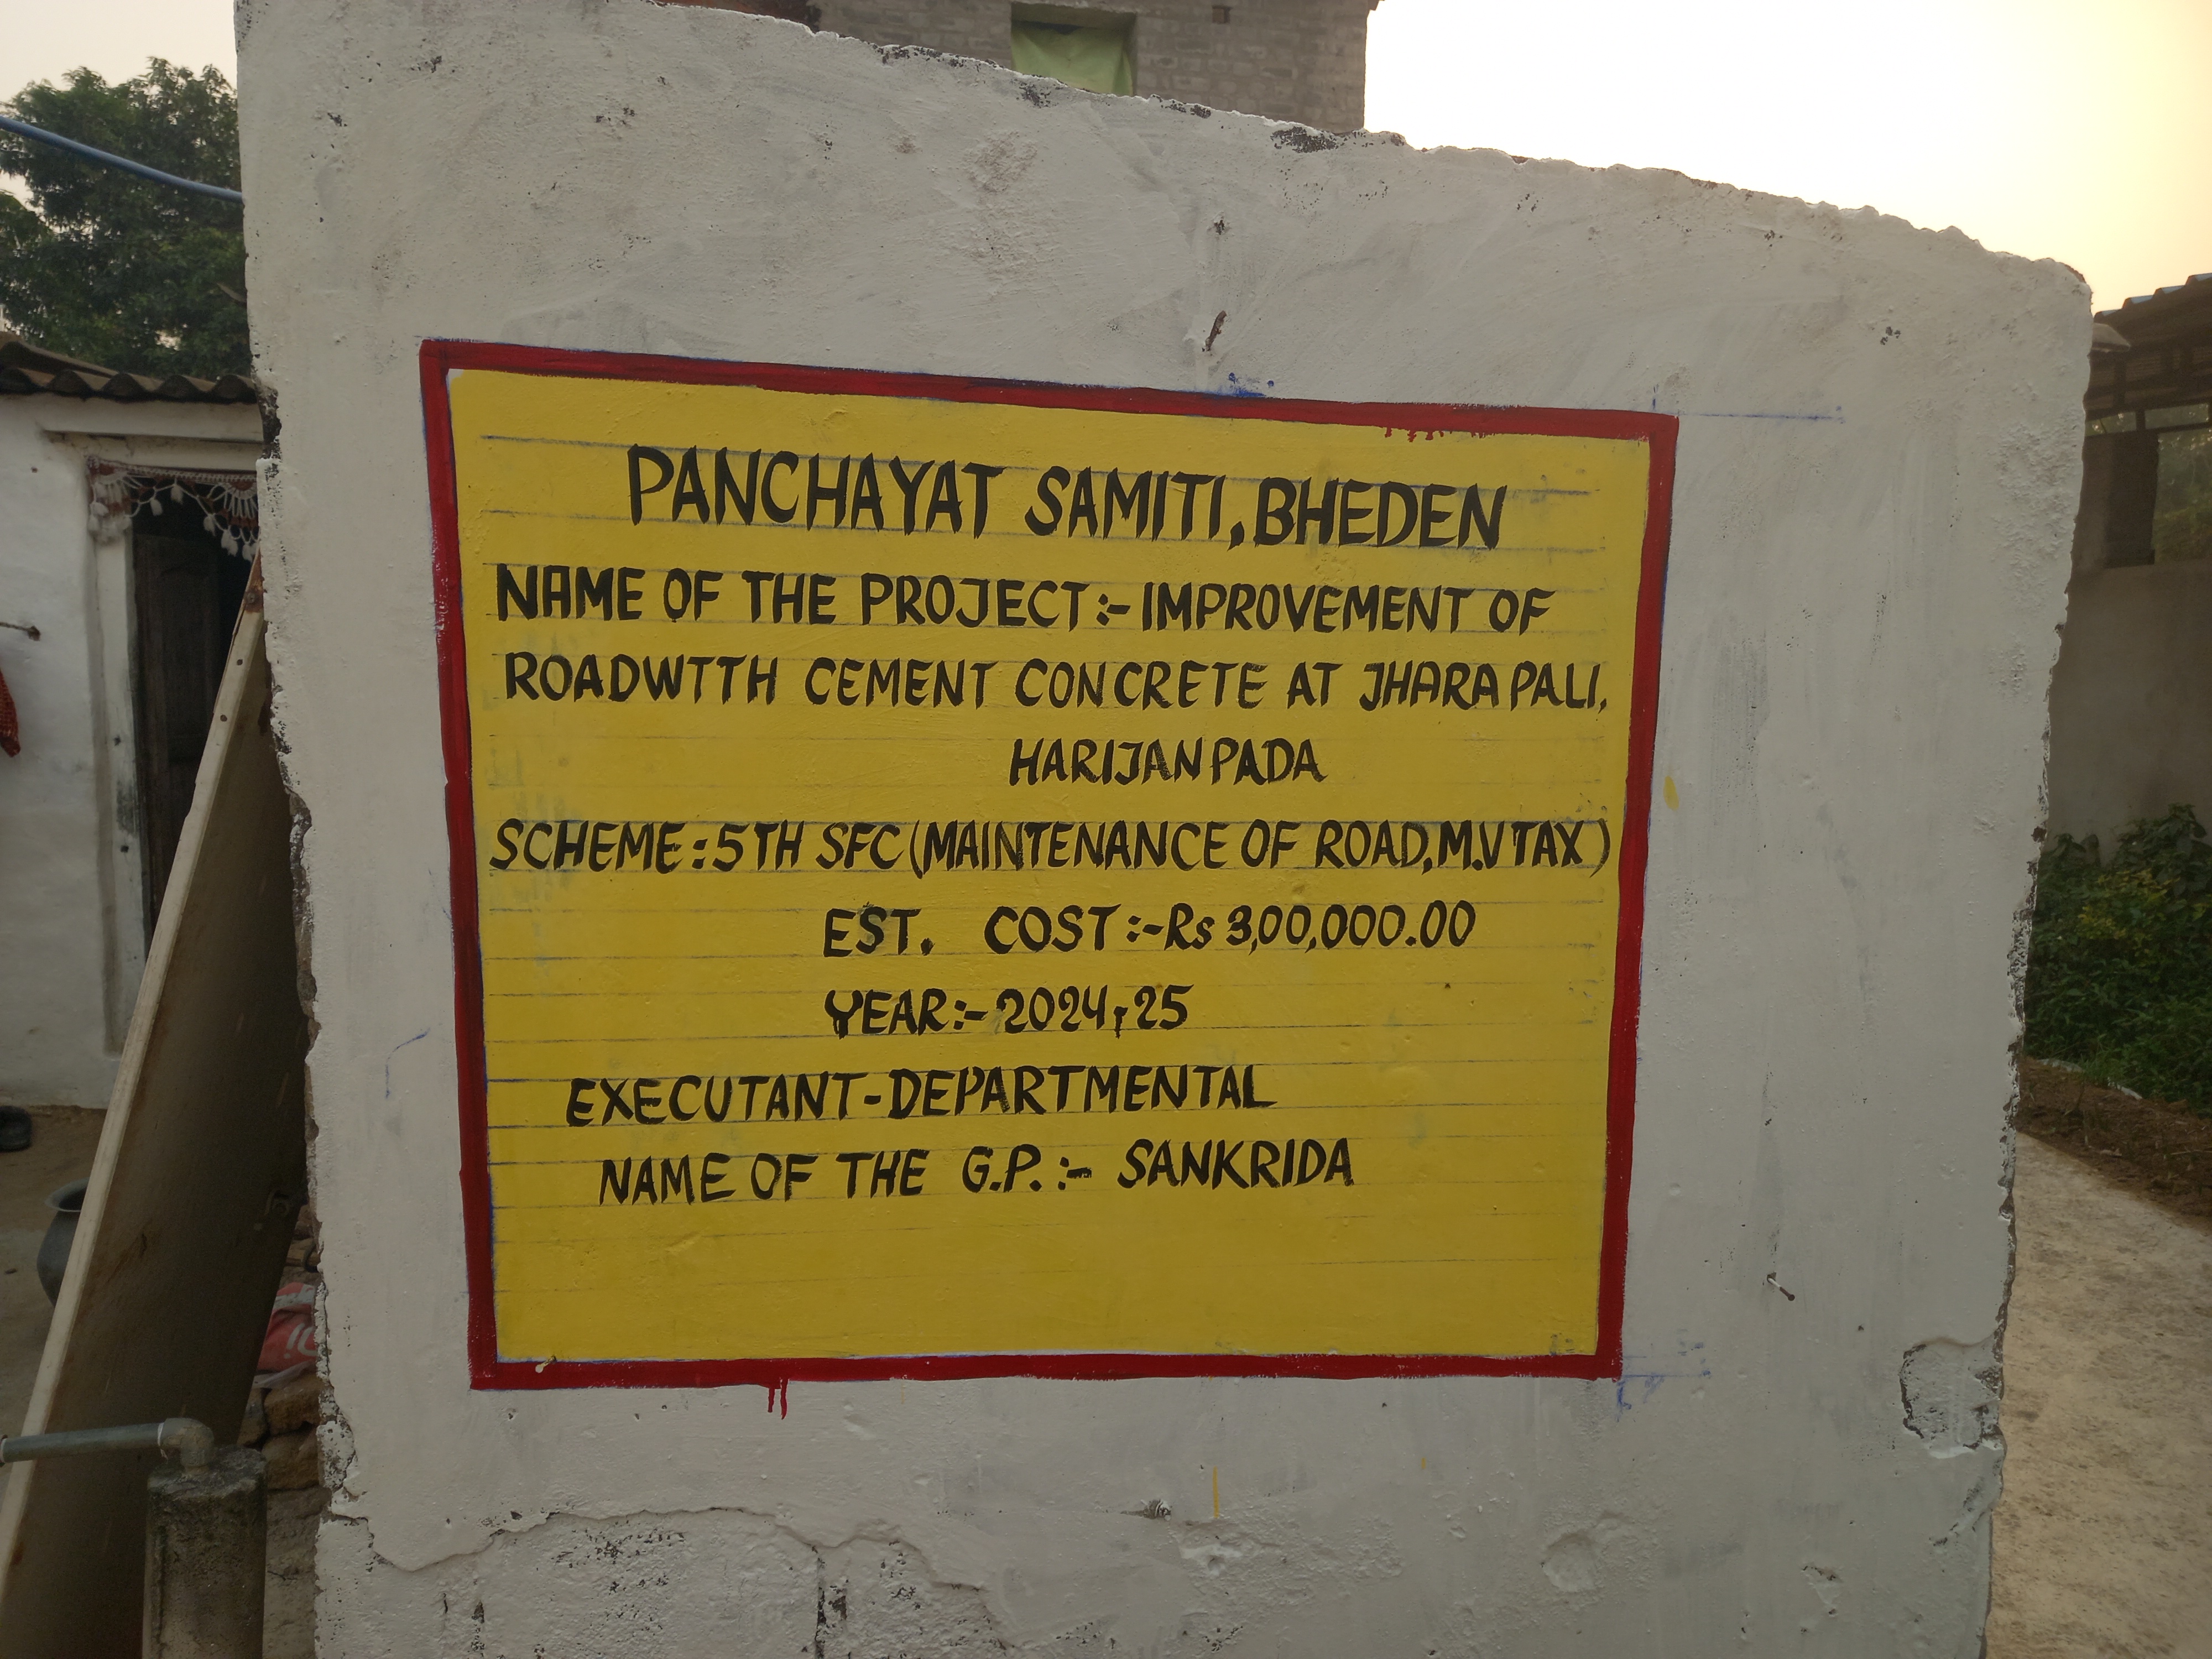 PANCHAYAT SAMITI, BHEDEN
NAME OF THE PROJECT:-IMPROVEMENT OF
ROADWTTH CEMENT CONCRETE AT JHARAPALI,
HARIJANPADA
SCHEME:5TH SFC(MAINTENANCE OF ROAD,M.V TAX)
EST. COST:-Rs 3,00,000.00
YEAR:-2024,25
EXECUTANT-DEPARTMENTAL
NAME OF THE G.P.:- SANKRIDA